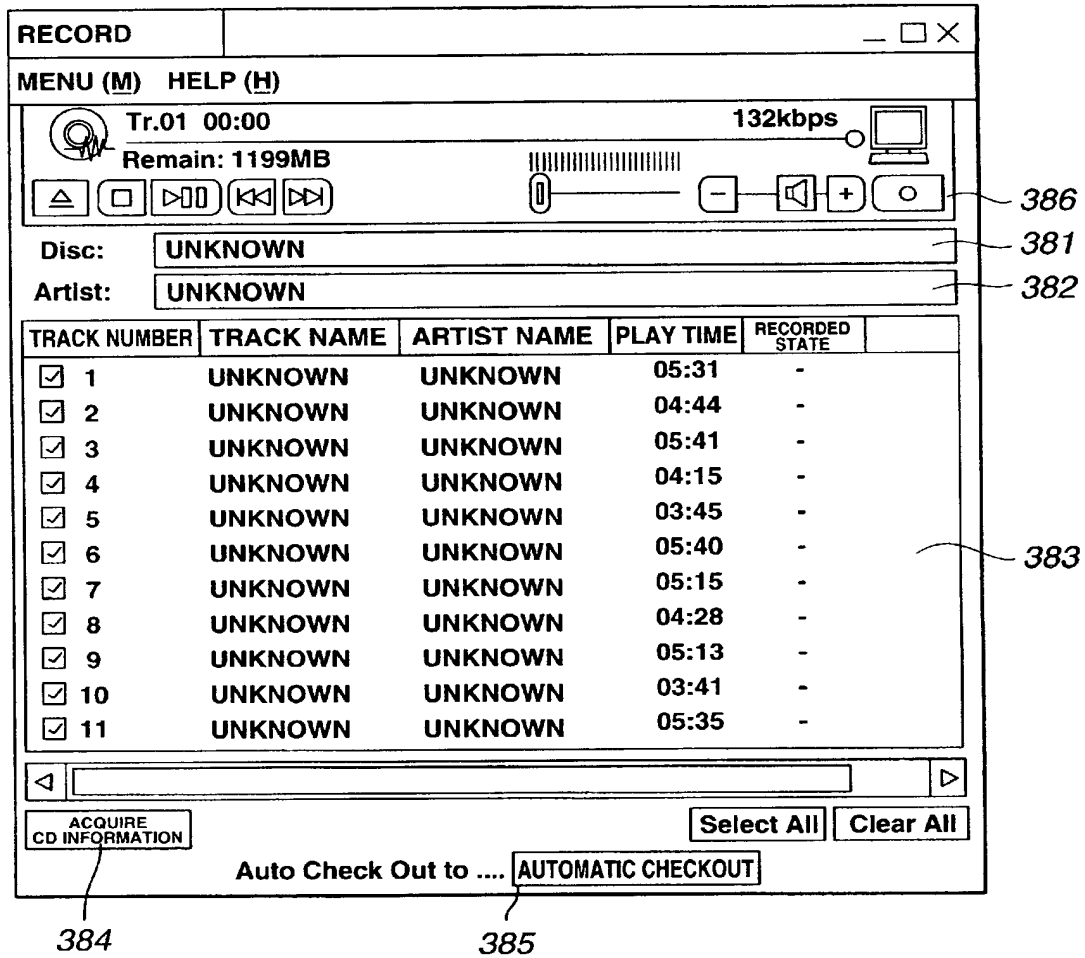 RECORD
MENU (M) HELP (H)
Tr.01 00:00 132kbps
Remain: 1199MB
386
Disc: UNKNOWN 381
Artist: UNKNOWN 382
TRACK NUMBER TRACK NAME ARTIST NAME PLAY TIME RECORDED STATE
1 UNKNOWN UNKNOWN 05:31 -
2 UNKNOWN UNKNOWN 04:44 -
3 UNKNOWN UNKNOWN 05:41 -
4 UNKNOWN UNKNOWN 04:15 -
5 UNKNOWN UNKNOWN 03:45 -
6 UNKNOWN UNKNOWN 05:40 - 383
7 UNKNOWN UNKNOWN 05:15 -
8 UNKNOWN UNKNOWN 04:28 -
9 UNKNOWN UNKNOWN 05:13 -
10 UNKNOWN UNKNOWN 03:41 -
11 UNKNOWN UNKNOWN 05:35 -
ACQUIRE
CD INFORMATION Select All Clear All
Auto Check Out to .... AUTOMATIC CHECKOUT
384 385